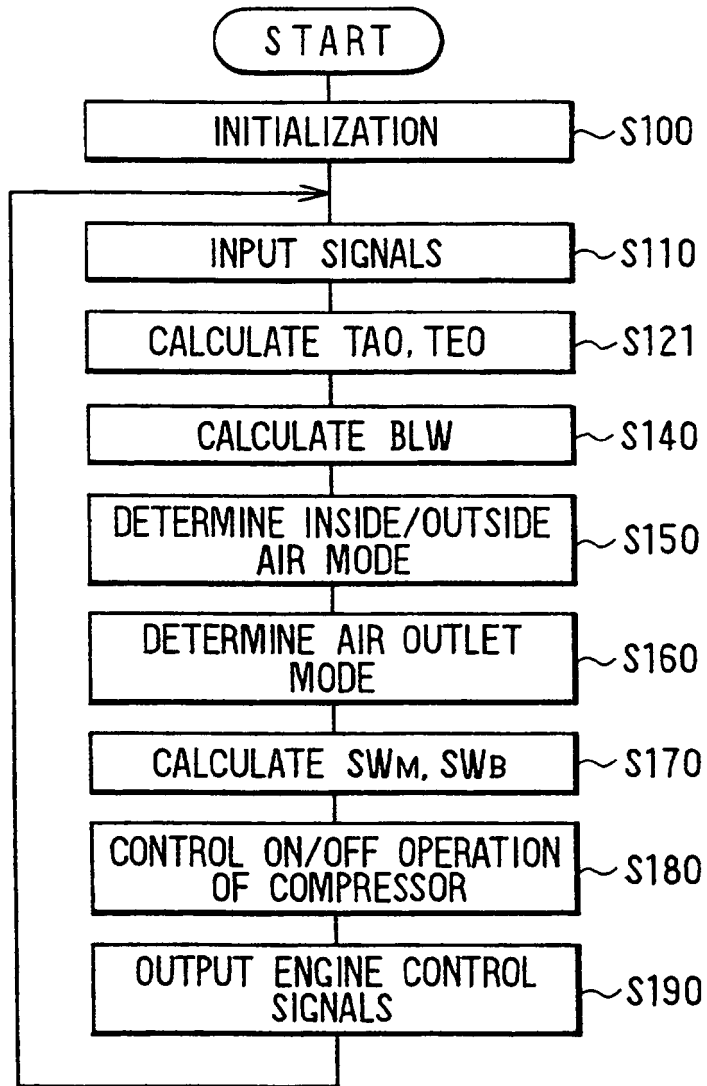 START
INITIALIZATION
S100
INPUT SIGNALS
S110
CALCULATE TAO, TEO
S121
CALCULATE BLW
S140
DETERMINE INSIDE/OUTSIDE
AIR MODE
S150
DETERMINE AIR OUTLET
MODE
S160
CALCULATE SWM, SWB
S170
CONTROL ON/OFF OPERATION
OF COMPRESSOR
S180
OUTPUT ENGINE CONTROL
SIGNALS
S190